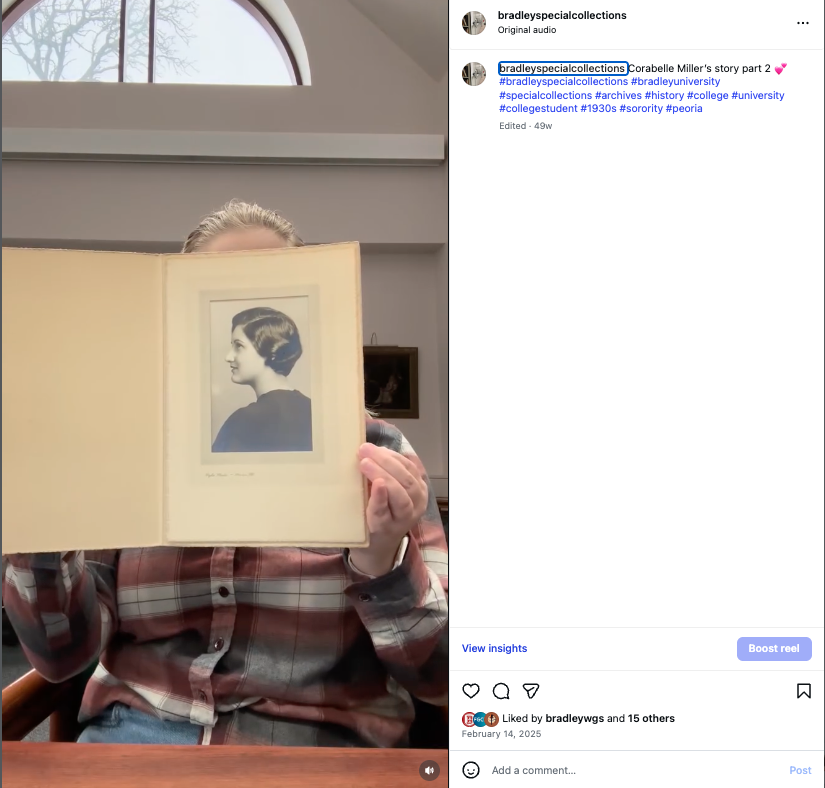 bradleyspecialcollections
Original audio
bradleyspecialcollections Corabelle Miller's story part 2 💕
#bradleyspecialcollections #bradleyuniversity
#specialcollections #archives #history #college #university
#collegestudent #1930s #sorority #peoria
Edited · 49w
View insights
Boost reel
Liked by bradleywgs and 15 others
February 14, 2025
Add a comment...
Post